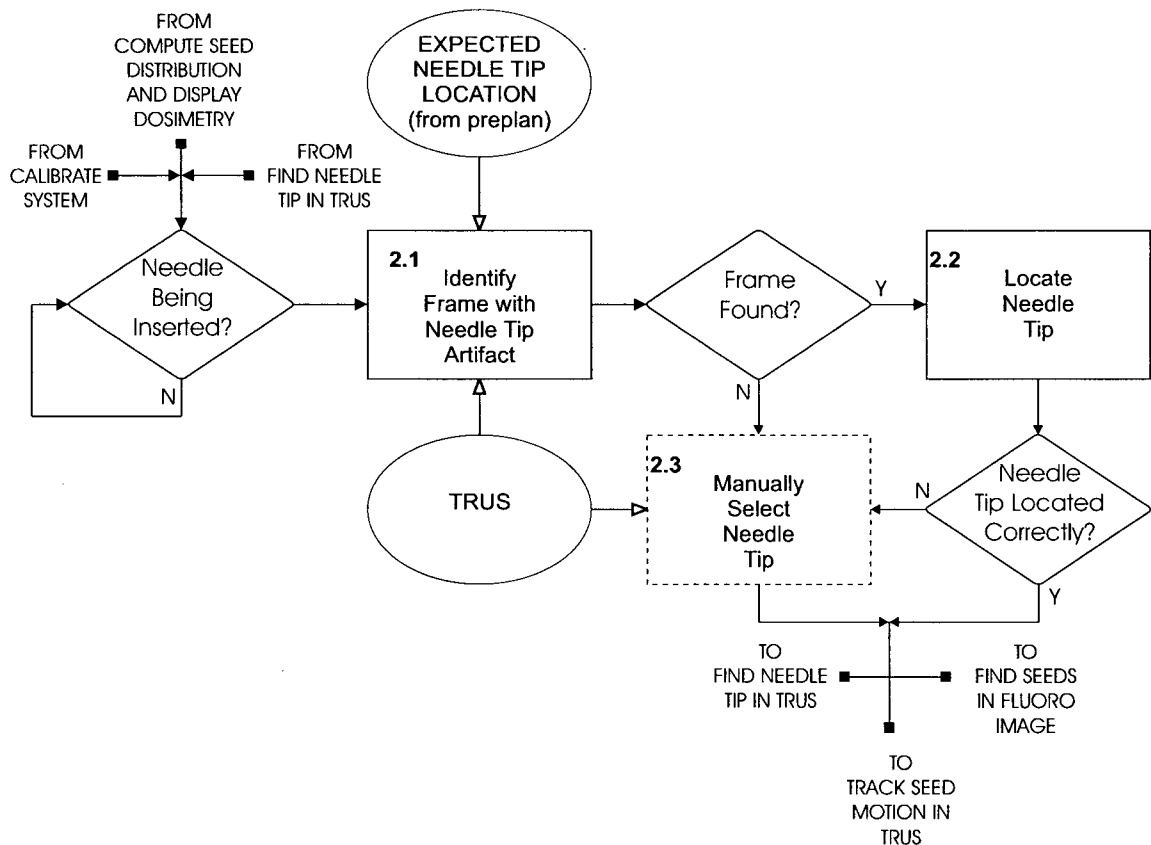 FROM
COMPUTE SEED
DISTRIBUTION
AND DISPLAY
DOSIMETRY
FROM
CALIBRATE
SYSTEM
FROM
FIND NEEDLE
TIP IN TRUS
EXPECTED
NEEDLE TIP
LOCATION
(from preplan)
Needle
Being
Inserted?
N
2.1
Identify
Frame with
Needle Tip
Artifact
Frame
Found?
Y
N
2.2
Locate
Needle
Tip
TRUS
2.3
Manually
Select
Needle
Tip
N
Needle
Tip Located
Correctly?
Y
TO
FIND NEEDLE
TIP IN TRUS
TO
FIND SEEDS
IN FLUORO
IMAGE
TO
TRACK SEED
MOTION IN
TRUS